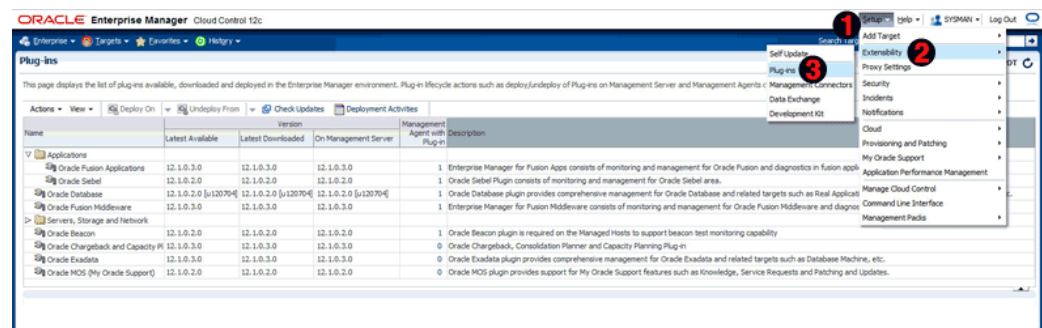 ORACLE Enterprise Manager Cloud Control 12c
Setup Help SYSMAN Log Out
Enterprise Targets Favorites History
Search Targ
Plug-ins
This page displays the list of plug-ins available, downloaded and deployed in the Enterprise Manager environment. Plug-in lifecycle actions such as deploy/undeploy of Plug-ins on Management Server and Management Agents c
Actions View Deploy On Undeploy From Check Updates Deployment Activities
Name Version Management Agent with Plug-in Description
Latest Available Latest Downloaded On Management Server
Applications
Oracle Fusion Applications 12.1.0.3.0 12.1.0.3.0 12.1.0.3.0 1 Enterprise Manager for Fusion Apps consists of monitoring and management for Oracle Fusion and diagnostics in fusion appli
Oracle Siebel 12.1.0.2.0 12.1.0.2.0 12.1.0.2.0 1 Oracle Siebel Plugin consists of monitoring and management for Oracle Siebel area.
Oracle Database 12.1.0.2.0 [u120704] 12.1.0.2.0 [u120704] 12.1.0.2.0 [u120704] 1 Oracle Database plugin provides comprehensive management for Oracle Database and related targets such as Real Applicati c.
Oracle Fusion Middleware 12.1.0.3.0 12.1.0.3.0 12.1.0.3.0 1 Enterprise Manager for Fusion Middleware consists of monitoring and management for Oracle Fusion Middleware and diagnos
Servers, Storage and Network
Oracle Beacon 12.1.0.2.0 12.1.0.2.0 12.1.0.2.0 1 Oracle Beacon plugin is required on the Managed Hosts to support beacon test monitoring capability
Oracle Chargeback and Capacity Pl 12.1.0.3.0 12.1.0.3.0 12.1.0.3.0 0 Oracle Chargeback, Consolidation Planner and Capacity Planning Plug-in
Oracle Exadata 12.1.0.3.0 12.1.0.3.0 12.1.0.3.0 0 Oracle Exadata plugin provides comprehensive management for Oracle Exadata and related targets such as Database Machine, etc.
Oracle MOS (My Oracle Support) 12.1.0.2.0 12.1.0.2.0 12.1.0.2.0 0 Oracle MOS plugin provides support for My Oracle Support features such as Knowledge, Service Requests and Patching and Updates.
1
2
3
Self Update
Plug-ins
Management Connectors
Data Exchange
Development Kit
Add Target
Extensibility
Proxy Settings
Security
Incidents
Notifications
Cloud
Provisioning and Patching
My Oracle Support
Application Performance Management
Manage Cloud Control
Command Line Interface
Management Packs